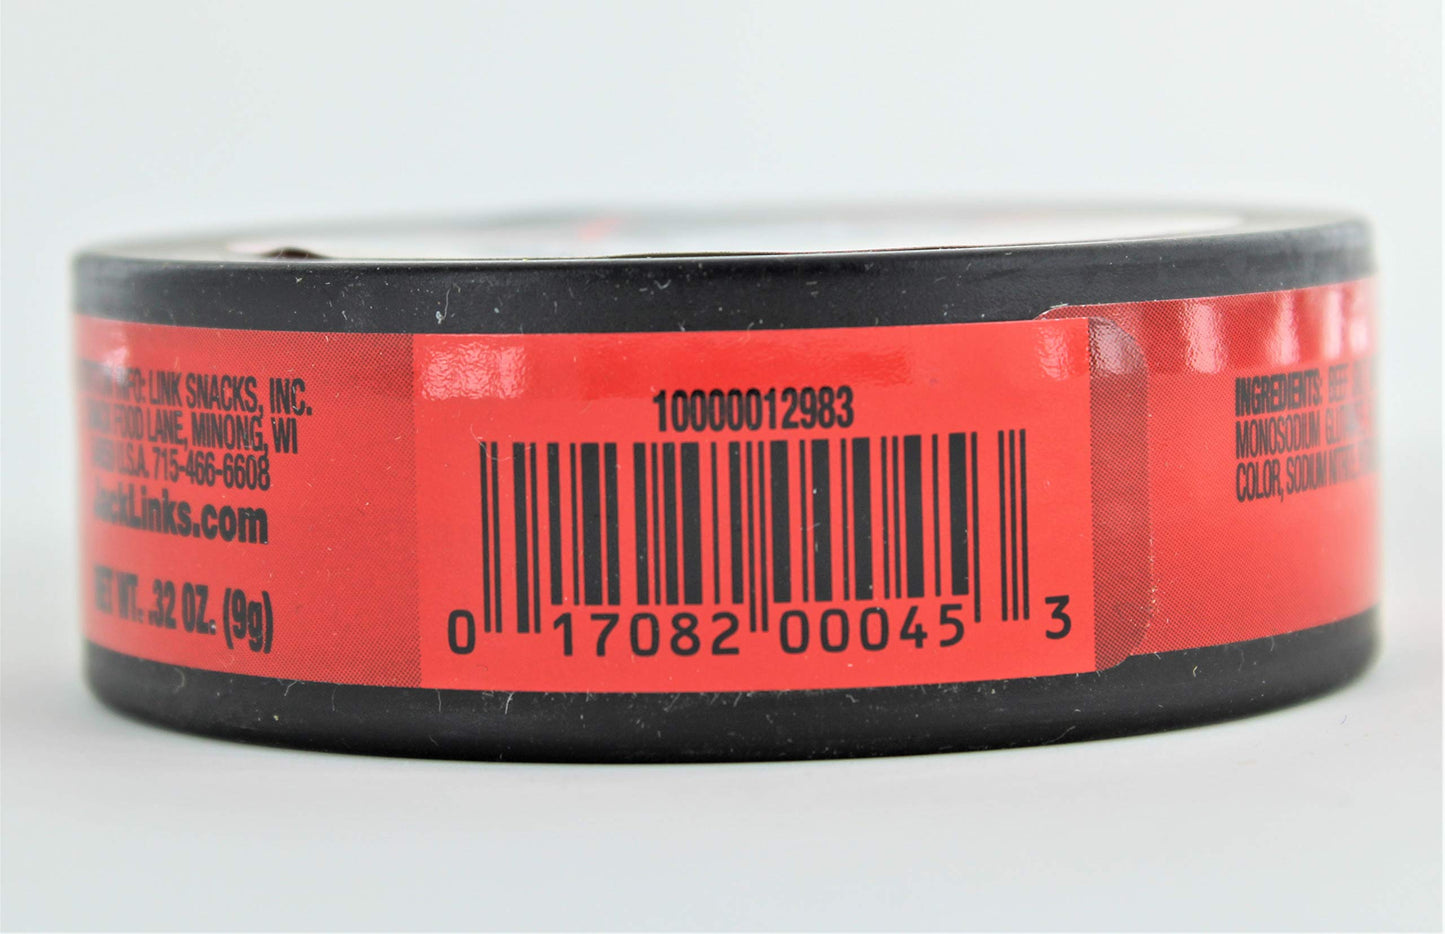 INFO: LINK SNACKS, INC.
FOOD LANE, MINONG, WI
U.S.A. 715-466-6608
JackLinks.com
NET WT. .32 OZ. (9g)
10000012983
0 17082 00045 3
INGREDIENTS: BEEF
MONOSODIUM
COLOR, SODIUM